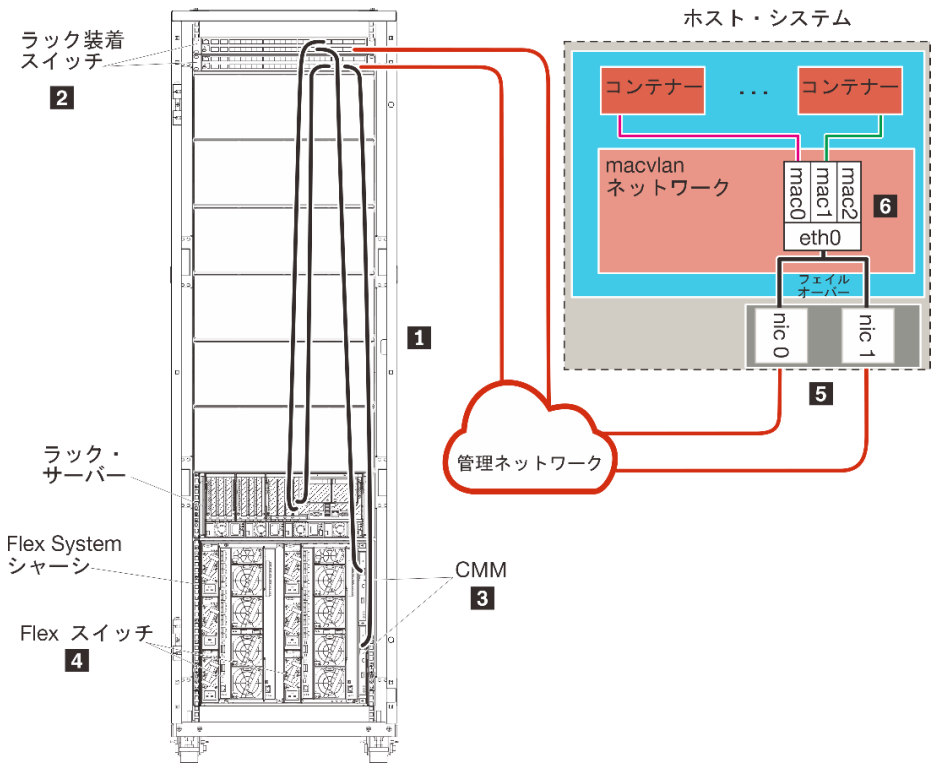 ホスト・システム
ラック装着
スイッチ
2
コンテナー
...
コンテナー
macvlan
ネットワーク
mac0
mac1
mac2
6
eth0
フェイル
オーバー
nic 0
nic 1
5
1
管理ネットワーク
ラック・
サーバー
Flex System
シャーシ
CMM
3
Flex スイッチ
4